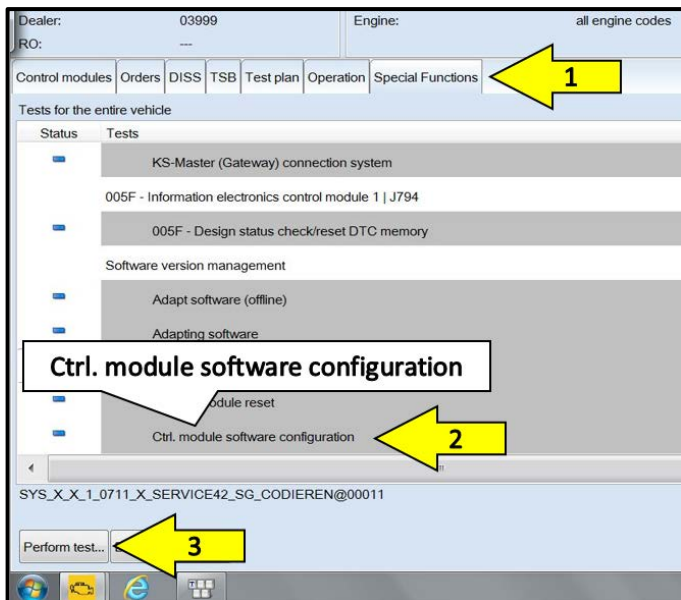 Dealer: 03999 Engine: all engine codes
RO: ---
Control modules Orders DISS TSB Test plan Operation Special Functions 1
Tests for the entire vehicle
Status Tests
KS-Master (Gateway) connection system
005F - Information electronics control module 1 | J794
005F - Design status check/reset DTC memory
Software version management
Adapt software (offline)
Adapting software
Ctrl. module software configuration
reset
Ctrl. module software configuration 2
SYS_X_X_1_0711_X_SERVICE42_SG_CODIEREN@00011
Perform test... 3